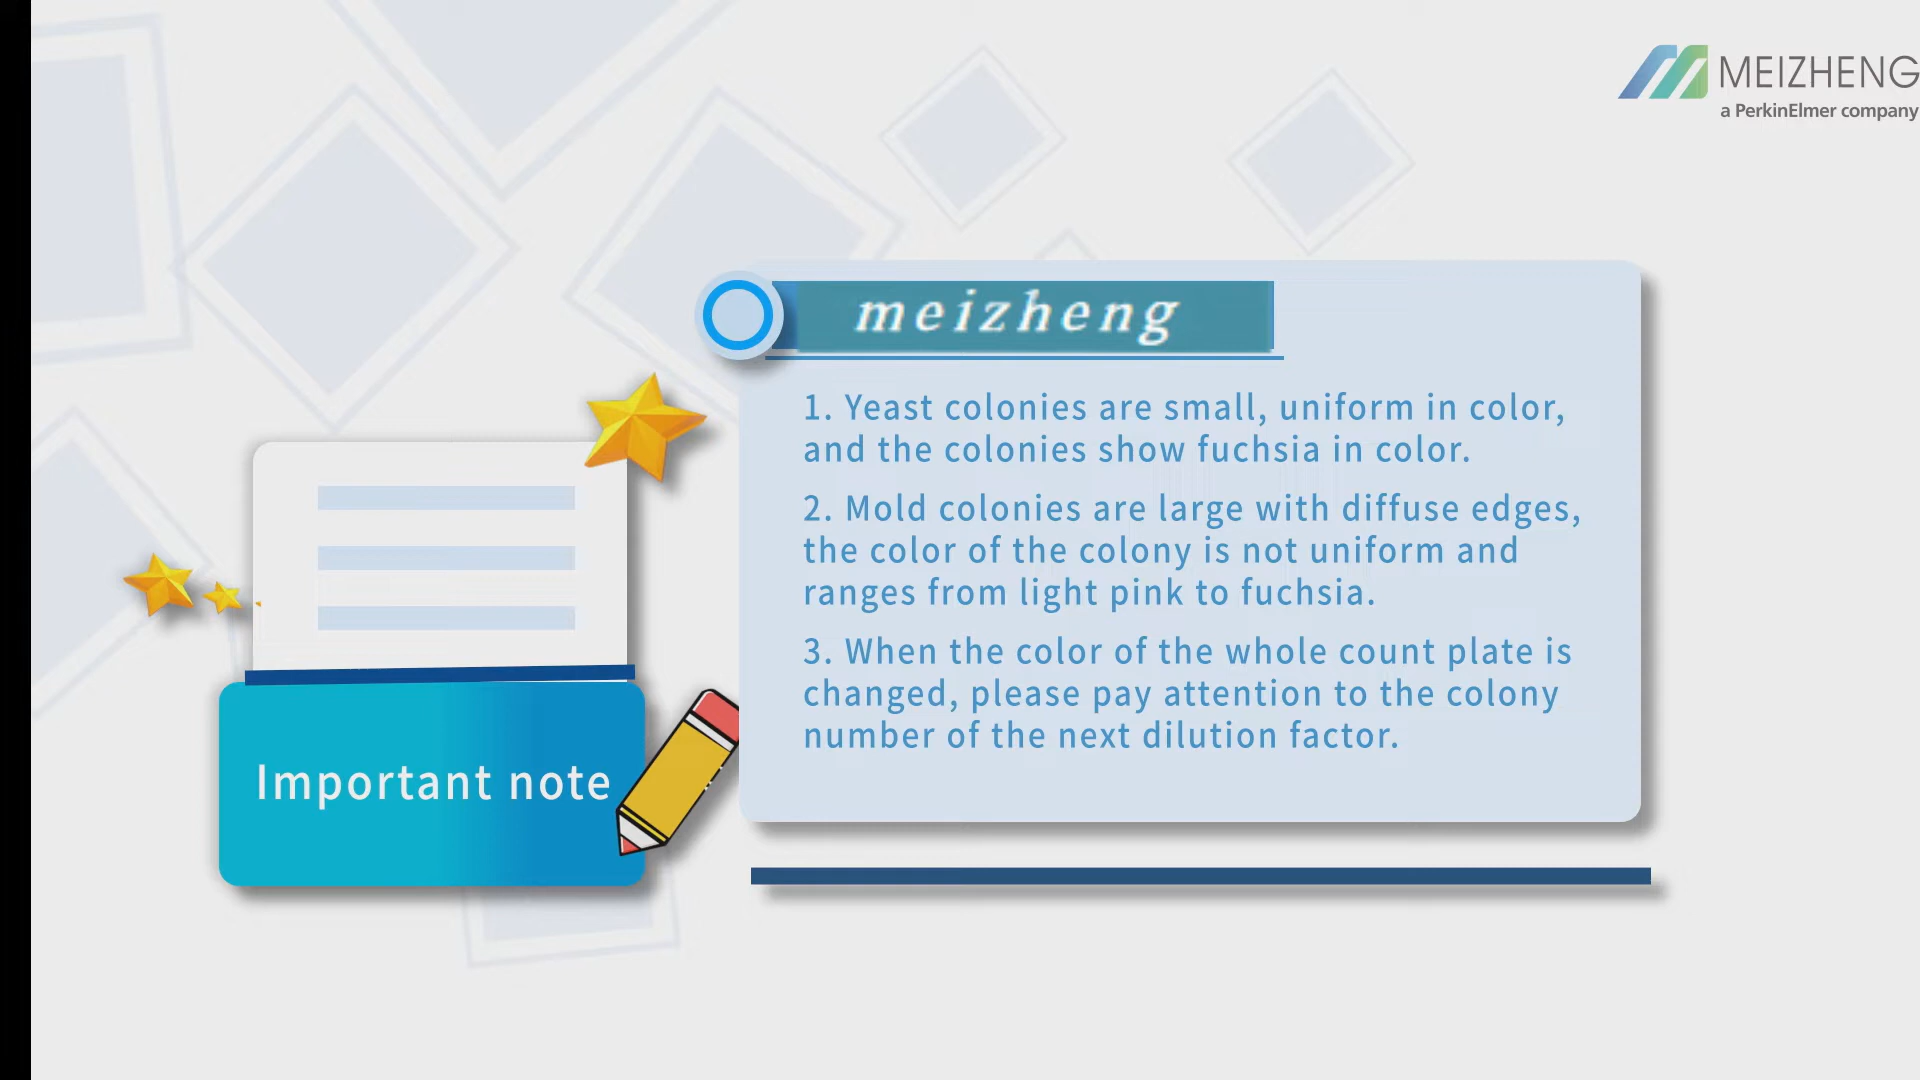 MEIZHENG
a PerkinElmer company
meizheng
1. Yeast colonies are small, uniform in color,
and the colonies show fuchsia in color.
2. Mold colonies are large with diffuse edges,
the color of the colony is not uniform and
ranges from light pink to fuchsia.
3. When the color of the whole count plate is
changed, please pay attention to the colony
number of the next dilution factor.
Important note